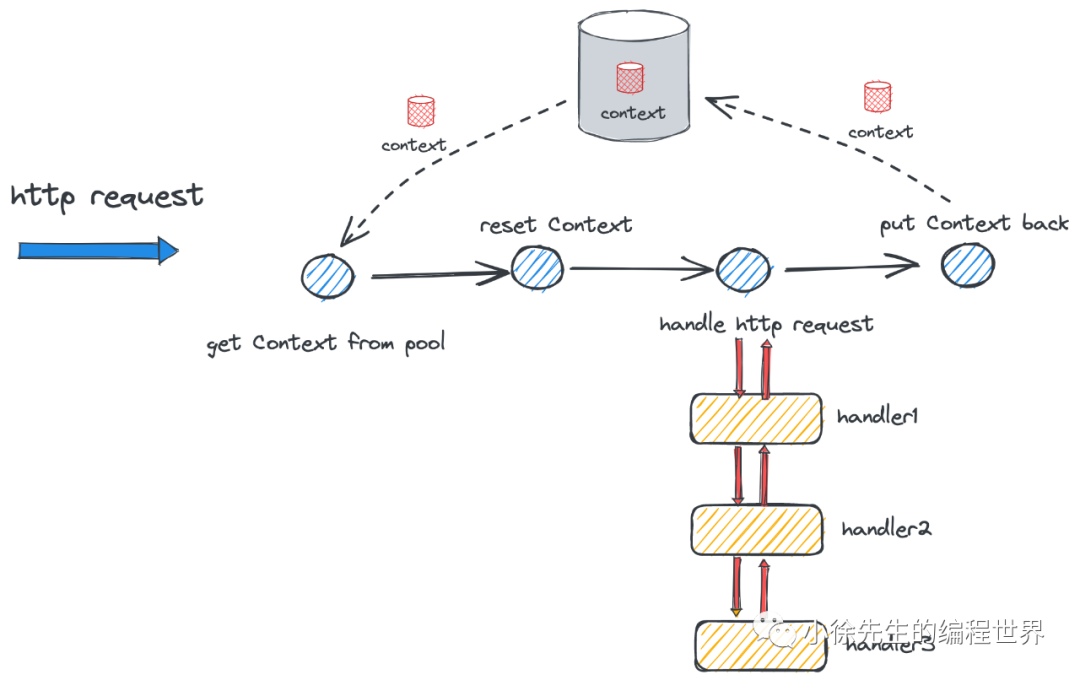 context
context
context
http request
reset Context
put Context back
get Context from pool
handle http request
handler1
handler2
handler3
小徐先生的编程世界